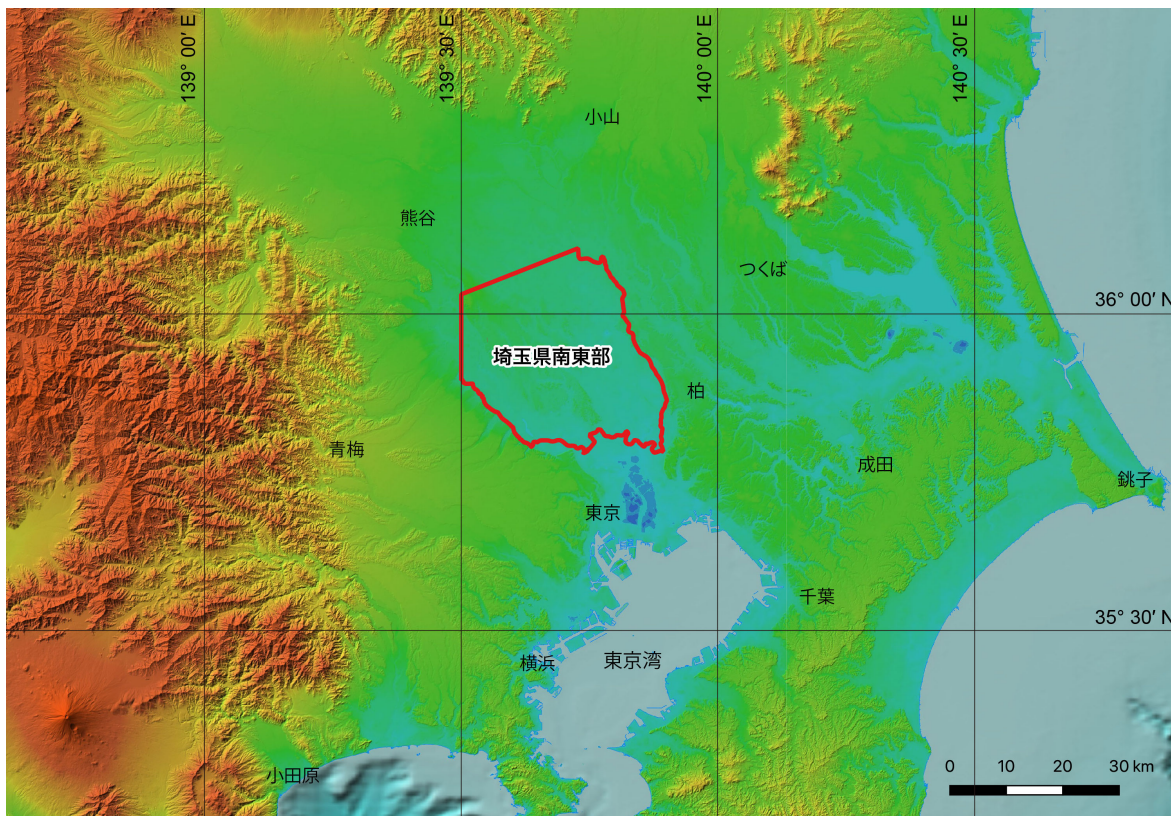 139° 00′ E
139° 30′ E
140° 00′ E
140° 30′ E
小山
熊谷
つくば
36° 00′ N
埼玉県南東部
柏
青梅
成田
銚子
東京
千葉
35° 30′ N
横浜
東京湾
小田原
0 10 20 30 km